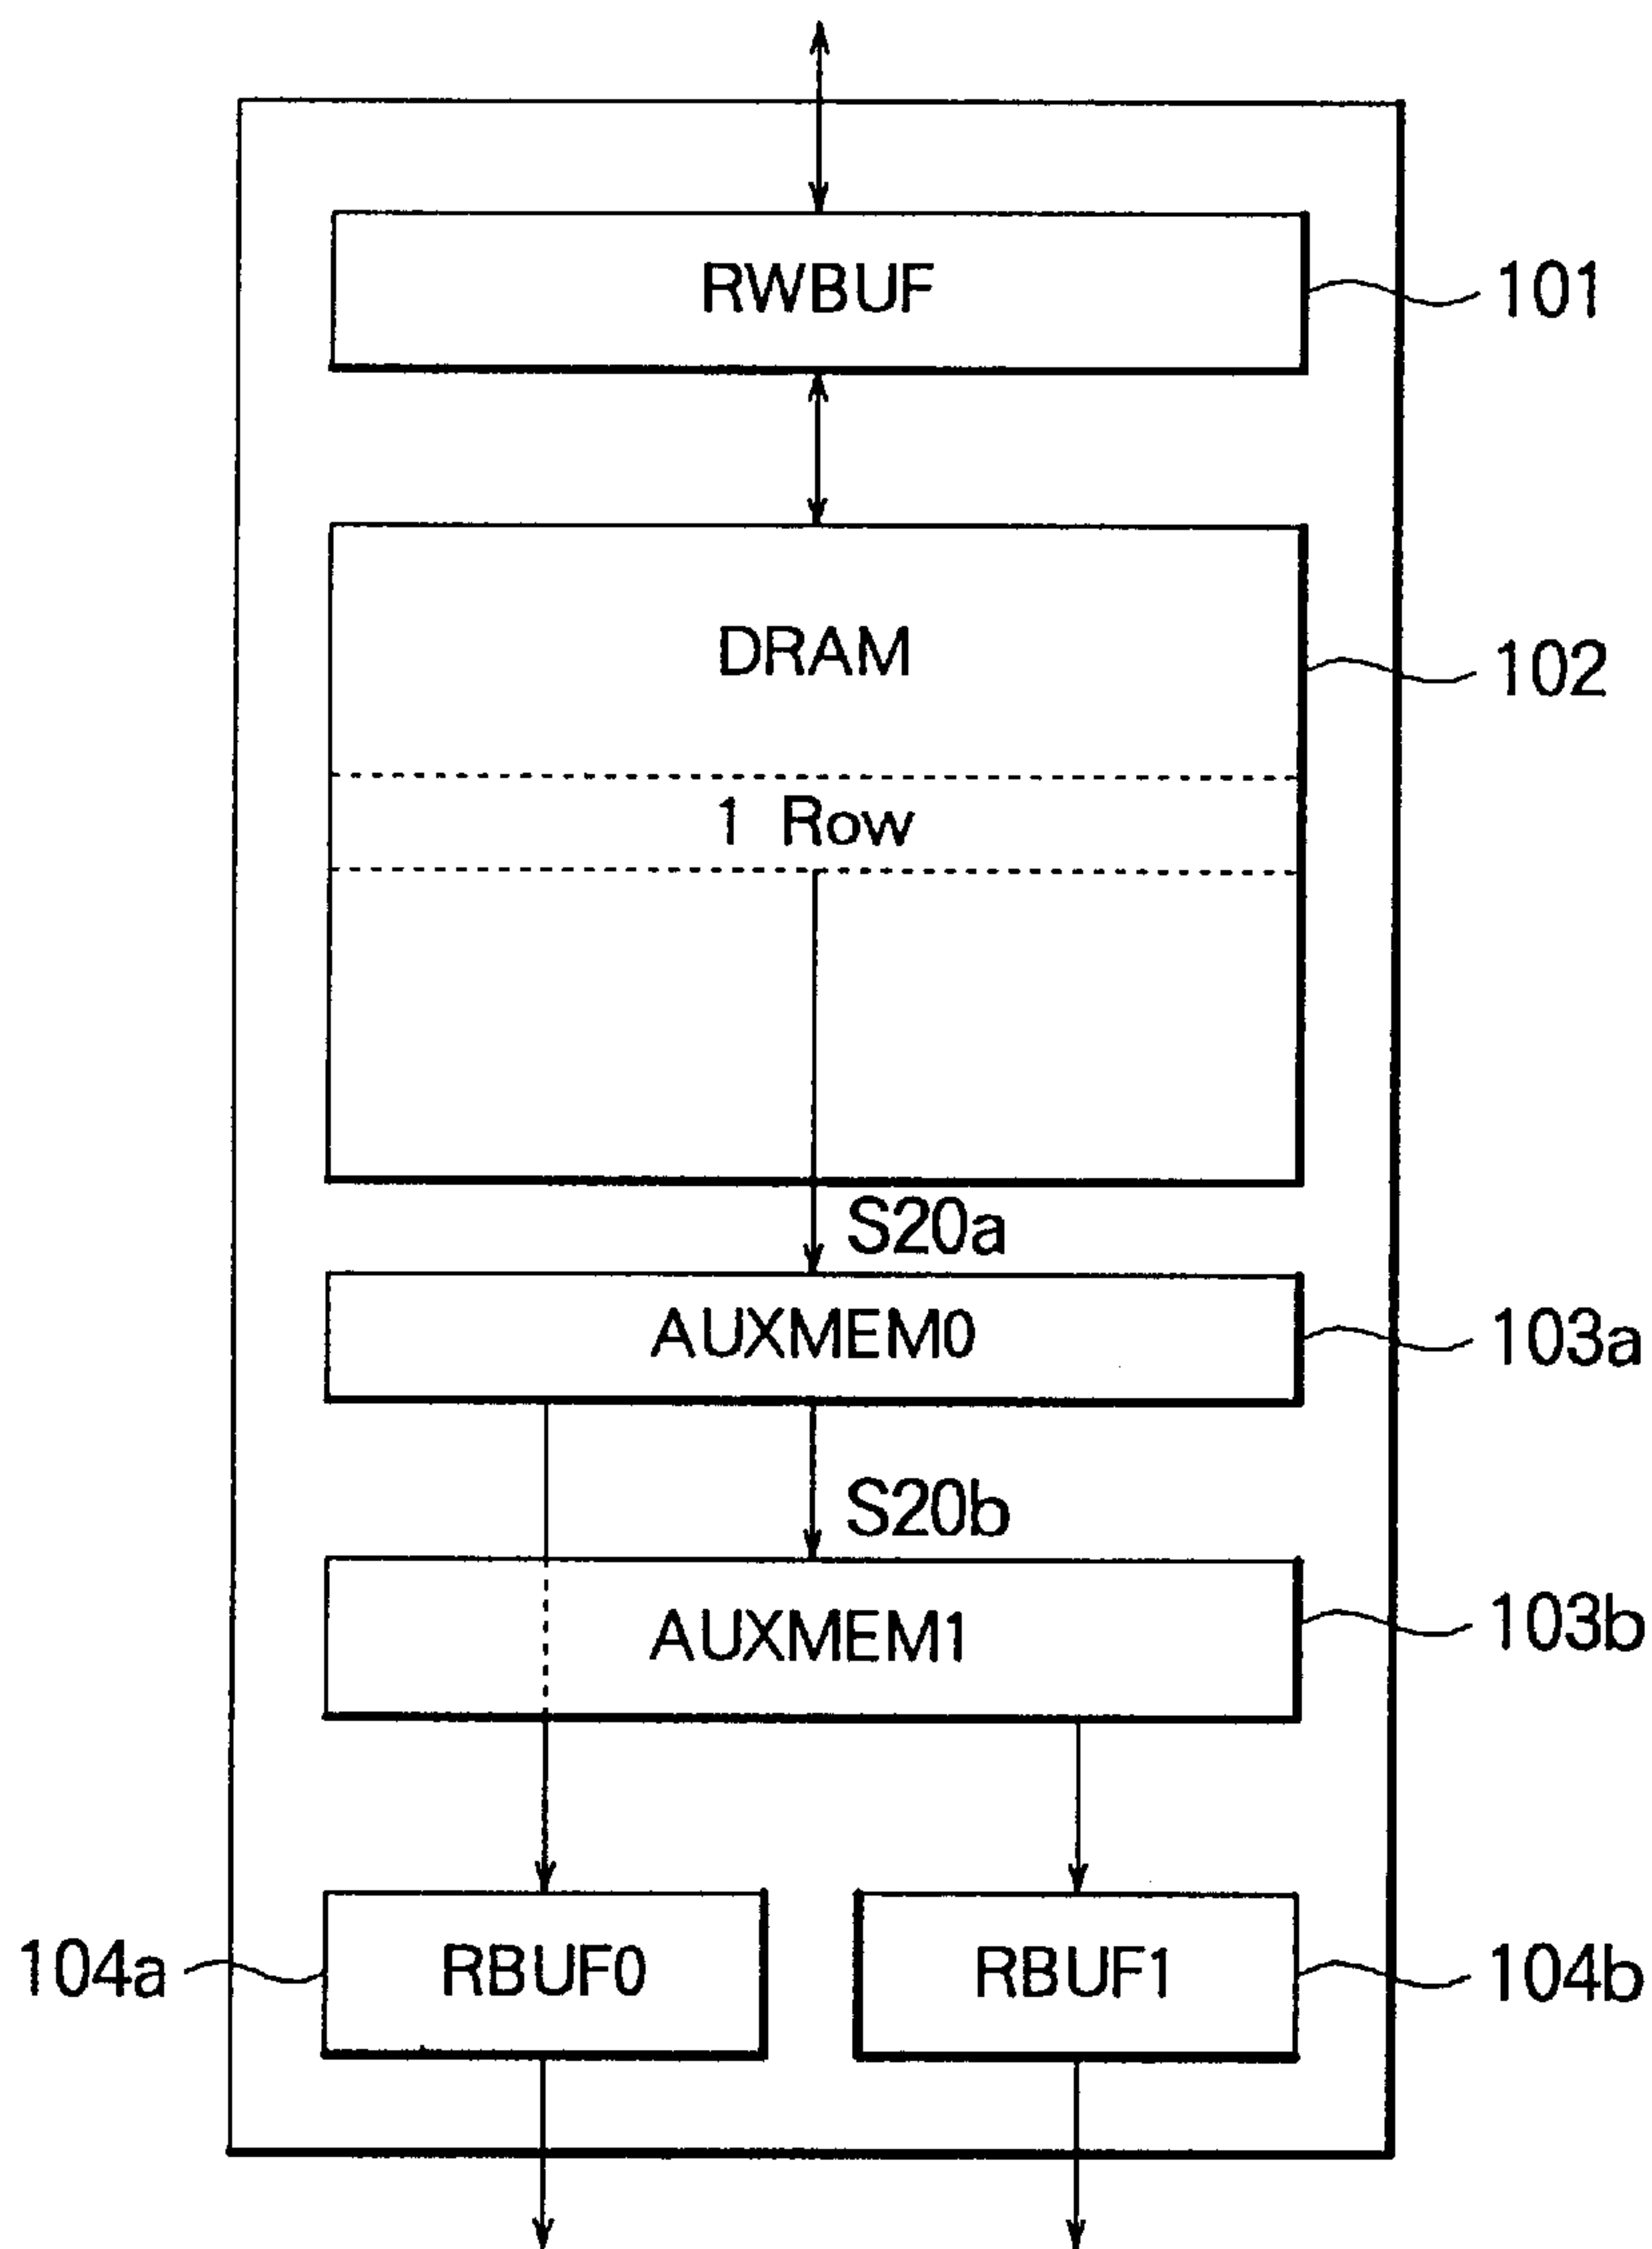 RWBUF
101
DRAM
102
1 Row
S20a
AUXMEM0
103a
S20b
AUXMEM1
103b
104a
RBUF0
RBUF1
104b